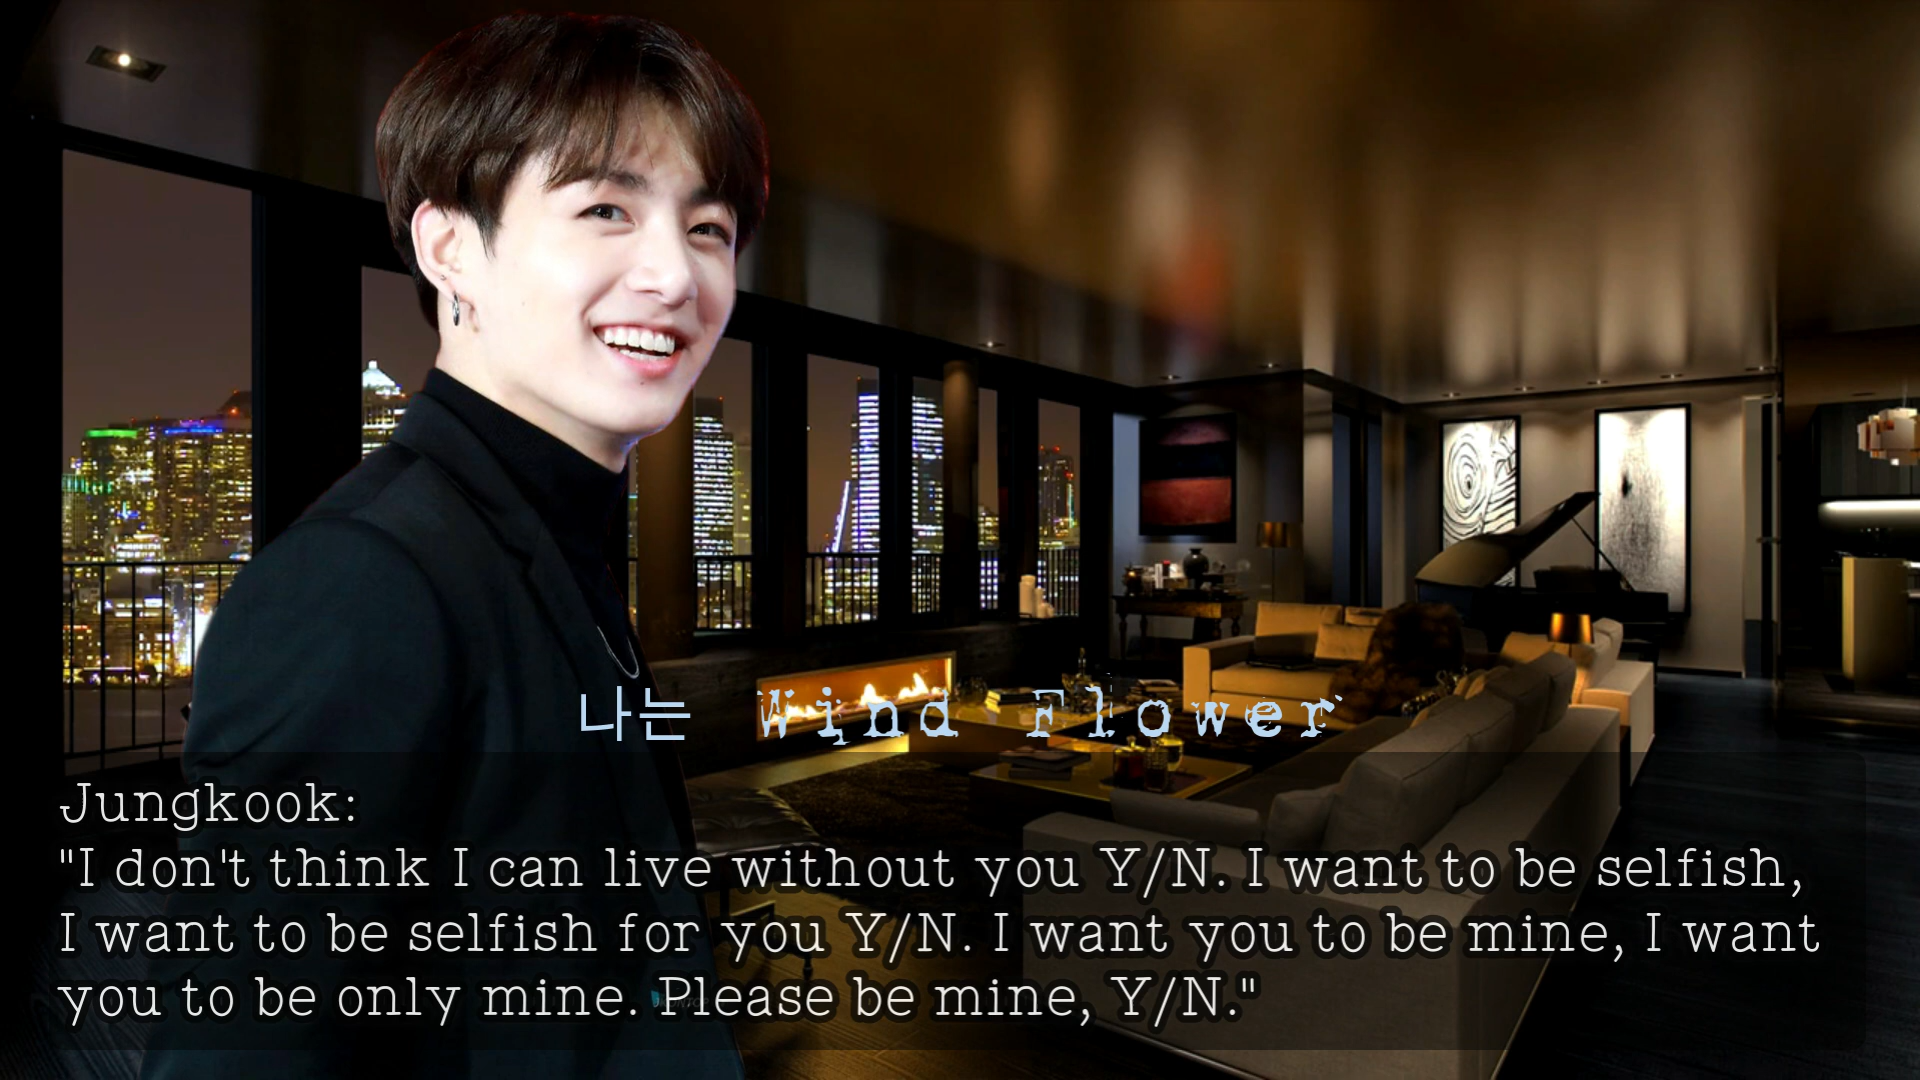 나는 Wind Flower
Jungkook:
"I don't think I can live without you Y/N. I want to be selfish,
I want to be selfish for you Y/N. I want you to be mine, I want
you to be only mine. Please be mine, Y/N."